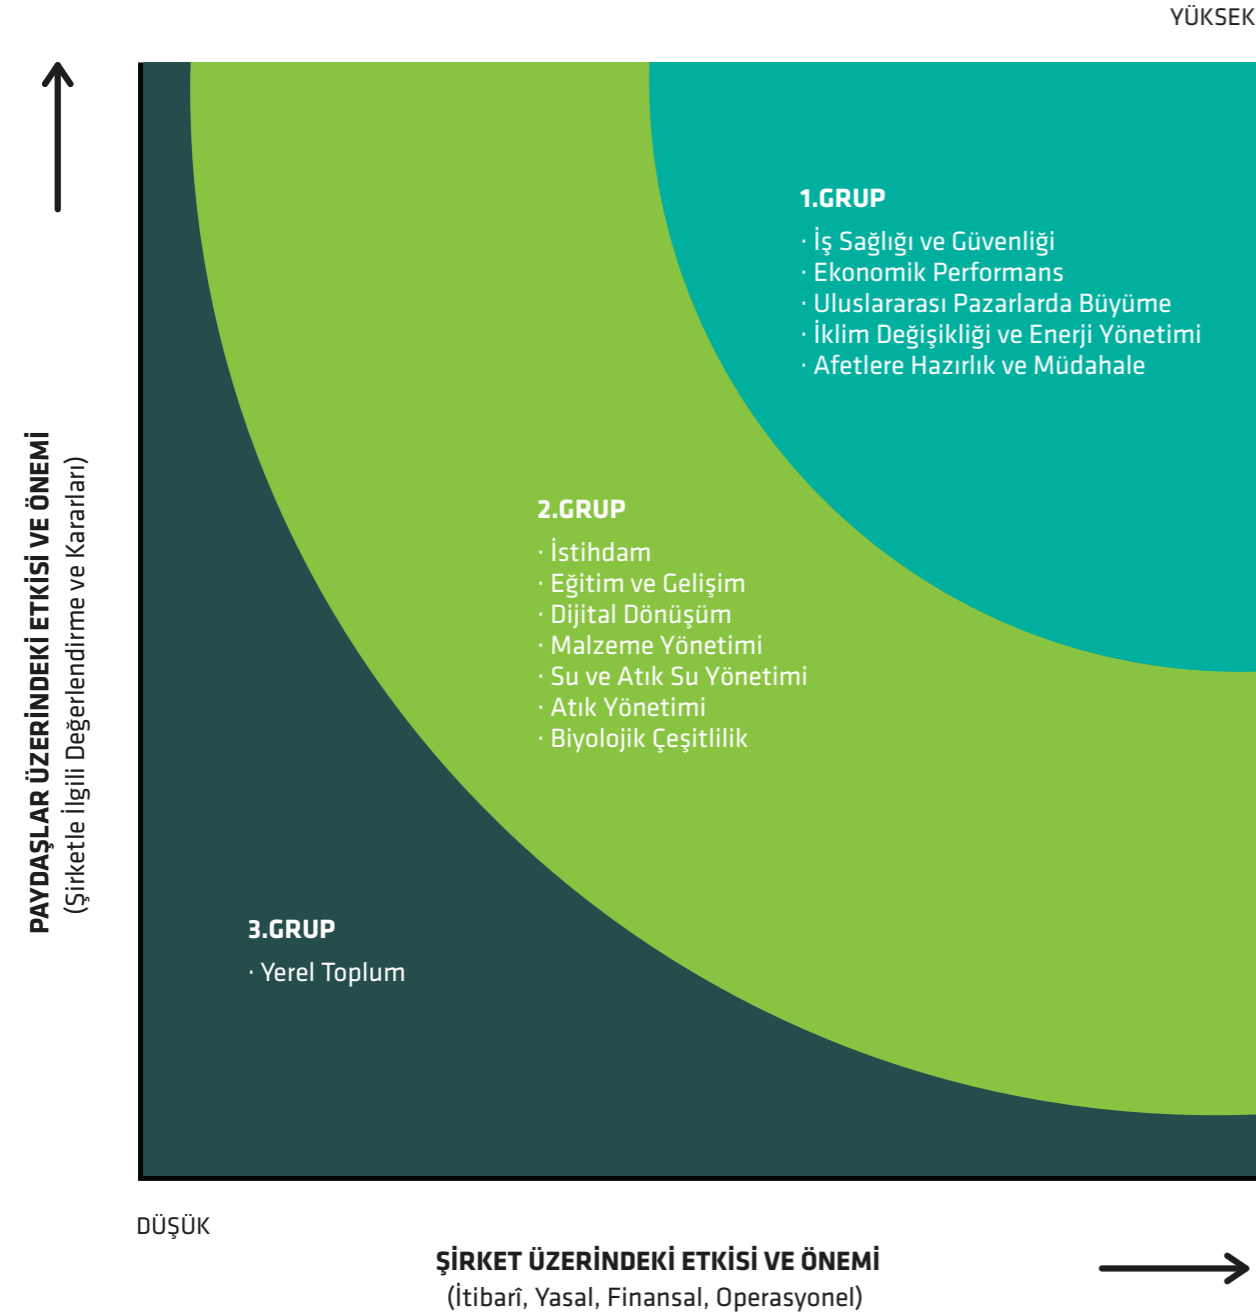 YÜKSEK
PAYDAŞLAR ÜZERİNDEKİ ETKİSİ VE ÖNEMİ
(Şirketle İlgili Değerlendirme ve Kararları)
1.GRUP
· İş Sağlığı ve Güvenliği
· Ekonomik Performans
· Uluslararası Pazarlarda Büyüme
· İklim Değişikliği ve Enerji Yönetimi
· Afetlere Hazırlık ve Müdahale
2.GRUP
· İstihdam
· Eğitim ve Gelişim
· Dijital Dönüşüm
· Malzeme Yönetimi
· Su ve Atık Su Yönetimi
· Atık Yönetimi
· Biyolojik Çeşitlilik
3.GRUP
· Yerel Toplum
DÜŞÜK
ŞİRKET ÜZERİNDEKİ ETKİSİ VE ÖNEMİ
(İtibarî, Yasal, Finansal, Operasyonel)